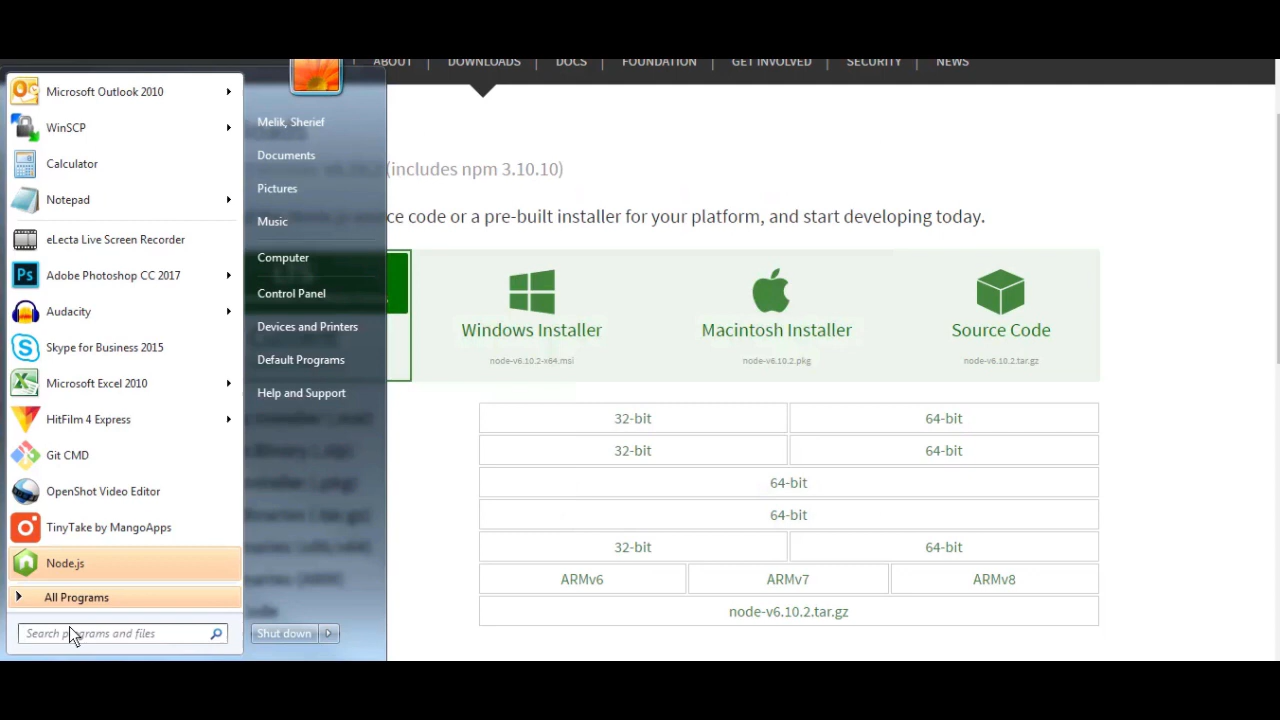 ABOUT
DOWNLOADS
DOCS
FOUNDATION
GET INVOLVED
SECURITY
NEWS
Microsoft Outlook 2010
WinSCP
Calculator
Notepad
eLecta Live Screen Recorder
Adobe Photoshop CC 2017
Audacity
Skype for Business 2015
Microsoft Excel 2010
HitFilm 4 Express
Git CMD
OpenShot Video Editor
TinyTake by MangoApps
Node.js
All Programs
Search programs and files
Melik, Sherief
Documents
Pictures
Music
Computer
Control Panel
Devices and Printers
Default Programs
Help and Support
Shut down
(includes npm 3.10.10)
ce code or a pre-built installer for your platform, and start developing today.
Windows Installer
node-v6.10.2-x64.msi
Macintosh Installer
node-v6.10.2.pkg
Source Code
node-v6.10.2.tar.gz
32-bit 64-bit
32-bit 64-bit
64-bit
64-bit
32-bit 64-bit
ARMv6 ARMv7 ARMv8
node-v6.10.2.tar.gz